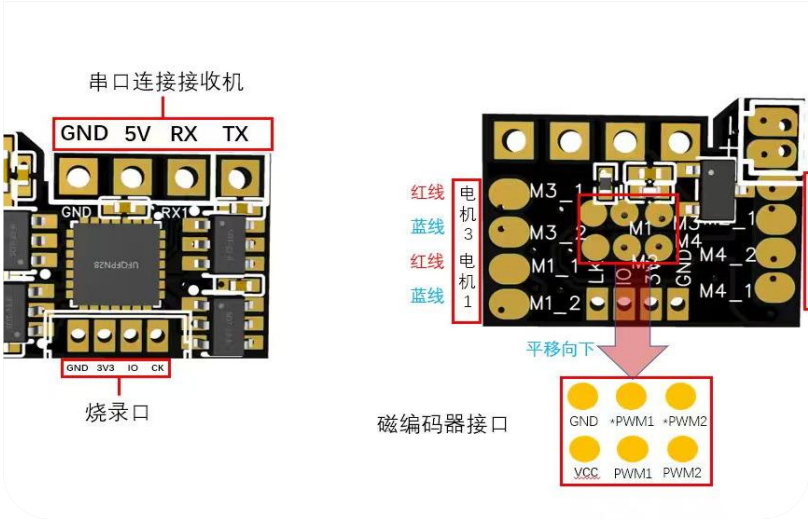 串口连接接收机
GND 5V RX TX
GND RX1
UFQFPN28
GND 3V3 IO CK
烧录口
红线
蓝线
红线
蓝线
电机3
电机1
M3_1
M3_2
M1_1
M1_2
M1
M3
M4
_1
M4_2
M4_1
IO
3V
GND
平移向下
磁编码器接口
GND *PWM1 *PWM2
VCC PWM1 PWM2